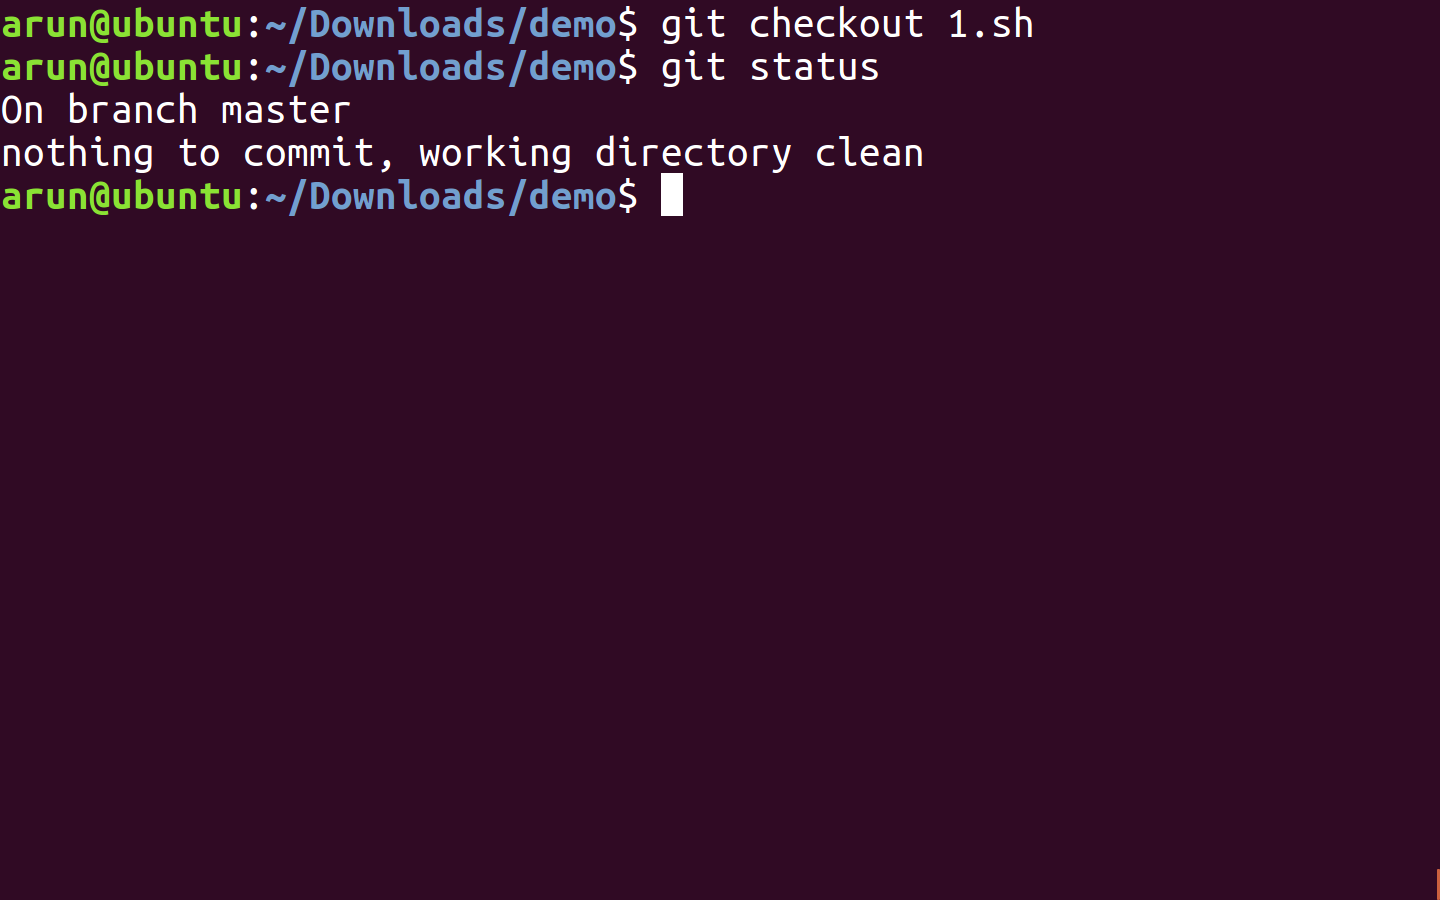 arun@ubuntu:~/Downloads/demo$ git checkout 1.sh
arun@ubuntu:~/Downloads/demo$ git status
On branch master
nothing to commit, working directory clean
arun@ubuntu:~/Downloads/demo$